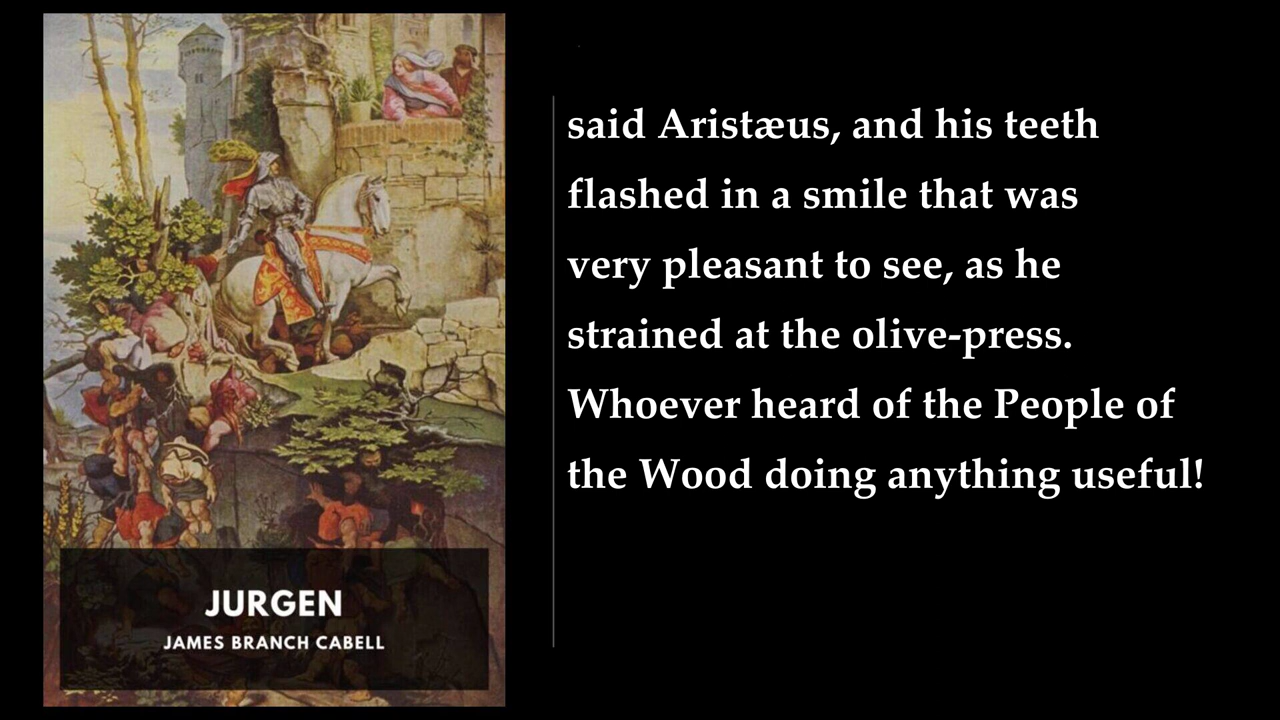 JURGEN
JAMES BRANCH CABELL
said Aristæus, and his teeth
flashed in a smile that was
very pleasant to see, as he
strained at the olive-press.
Whoever heard of the People of
the Wood doing anything useful!